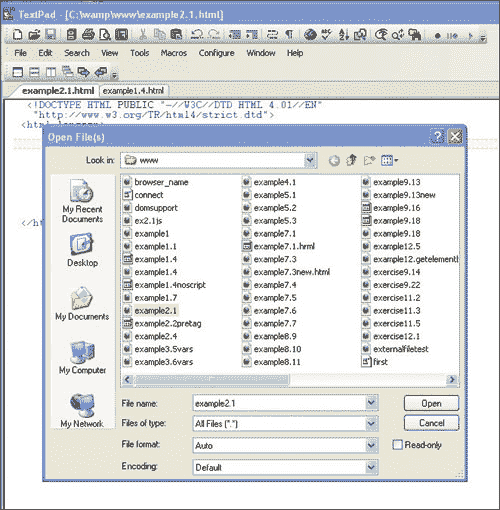 TextPad - [C:\wamp\www\example2.1.html]
File Edit Search View Tools Macros Configure Window Help
example2.1.html example1.4.html
<!DOCTYPE HTML PUBLIC "-//W3C//DTD HTML 4.01//EN"
"http://www.w3.org/TR/html4/strict.dtd">
Open File(s)
Look in: www
My Recent Documents
Desktop
My Documents
My Computer
My Network
browser_name
connect
domsupport
ex2.1js
example1
example1.1
example1.4
example1.4
example1.4noscript
example1.7
example2.1
example2.2pretag
example2.4
example3.5vars
example3.6vars
example4.1
example5.1
example5.2
example5.3
example7.1
example7.1.hrml
example7.3
example7.3new.html
example7.4
example7.5
example7.6
example7.7
example8.9
example8.10
example8.11
example9.13
example9.13new
example9.16
example9.18
example9.18
example12.5
example12.getelementb
exercise9.14
exercise9.22
exercise11.2
exercise11.3
exercise11.5
exercise12.1
externalfiletest
first
File name: example2.1 Open
Files of type: All Files (*.*) Cancel
File format: Auto Read-only
Encoding: Default